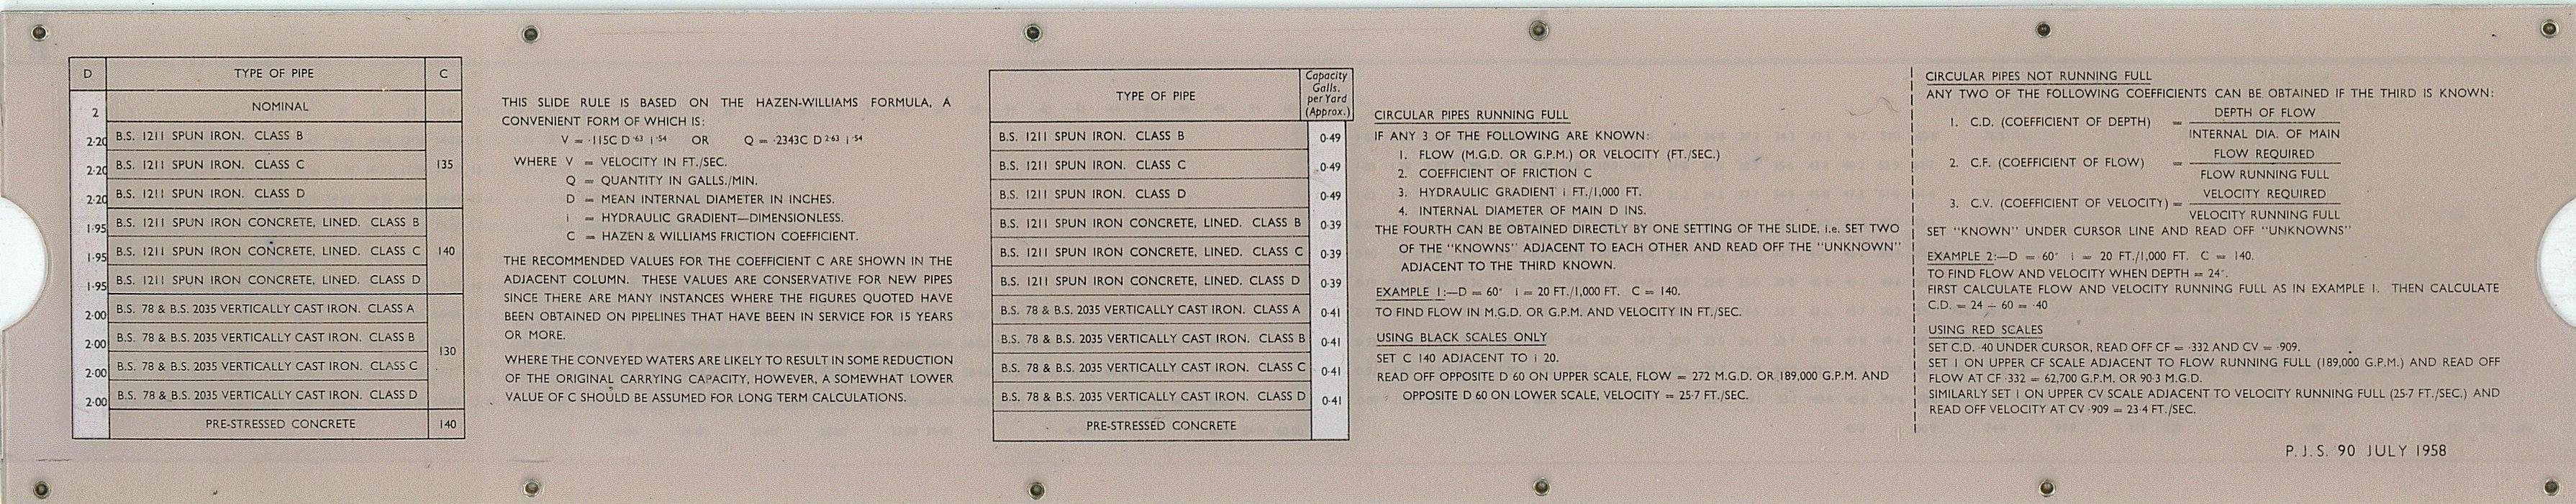 D TYPE OF PIPE C
2 NOMINAL
2·20 B.S. 1211 SPUN IRON. CLASS B
2·20 B.S. 1211 SPUN IRON. CLASS C 135
2·20 B.S. 1211 SPUN IRON. CLASS D
1·95 B.S. 1211 SPUN IRON CONCRETE, LINED. CLASS B
1·95 B.S. 1211 SPUN IRON CONCRETE, LINED. CLASS C 140
1·95 B.S. 1211 SPUN IRON CONCRETE, LINED. CLASS D
2·00 B.S. 78 & B.S. 2035 VERTICALLY CAST IRON. CLASS A
2·00 B.S. 78 & B.S. 2035 VERTICALLY CAST IRON. CLASS B
130
2·00 B.S. 78 & B.S. 2035 VERTICALLY CAST IRON. CLASS C
2·00 B.S. 78 & B.S. 2035 VERTICALLY CAST IRON. CLASS D
PRE-STRESSED CONCRETE 140
THIS SLIDE RULE IS BASED ON THE HAZEN-WILLIAMS FORMULA, A
CONVENIENT FORM OF WHICH IS:
V = ·115C D ·63 i ·54 OR Q = ·2343C D 2·63 i ·54
WHERE V = VELOCITY IN FT./SEC.
Q = QUANTITY IN GALLS./MIN.
D = MEAN INTERNAL DIAMETER IN INCHES.
i = HYDRAULIC GRADIENT—DIMENSIONLESS.
C = HAZEN & WILLIAMS FRICTION COEFFICIENT.
THE RECOMMENDED VALUES FOR THE COEFFICIENT C ARE SHOWN IN THE
ADJACENT COLUMN. THESE VALUES ARE CONSERVATIVE FOR NEW PIPES
SINCE THERE ARE MANY INSTANCES WHERE THE FIGURES QUOTED HAVE
BEEN OBTAINED ON PIPELINES THAT HAVE BEEN IN SERVICE FOR 15 YEARS
OR MORE.
WHERE THE CONVEYED WATERS ARE LIKELY TO RESULT IN SOME REDUCTION
OF THE ORIGINAL CARRYING CAPACITY, HOWEVER, A SOMEWHAT LOWER
VALUE OF C SHOULD BE ASSUMED FOR LONG TERM CALCULATIONS.
TYPE OF PIPE
Capacity
Galls.
per Yard
(Approx.)
B.S. 1211 SPUN IRON. CLASS B 0·49
B.S. 1211 SPUN IRON. CLASS C 0·49
B.S. 1211 SPUN IRON. CLASS D 0·49
B.S. 1211 SPUN IRON CONCRETE, LINED. CLASS B 0·39
B.S. 1211 SPUN IRON CONCRETE, LINED. CLASS C 0·39
B.S. 1211 SPUN IRON CONCRETE, LINED. CLASS D 0·39
B.S. 78 & B.S. 2035 VERTICALLY CAST IRON. CLASS A 0·41
B.S. 78 & B.S. 2035 VERTICALLY CAST IRON. CLASS B 0·41
B.S. 78 & B.S. 2035 VERTICALLY CAST IRON. CLASS C 0·41
B.S. 78 & B.S. 2035 VERTICALLY CAST IRON. CLASS D 0·41
PRE-STRESSED CONCRETE
CIRCULAR PIPES RUNNING FULL
IF ANY 3 OF THE FOLLOWING ARE KNOWN:
1. FLOW (M.G.D. OR G.P.M.) OR VELOCITY (FT./SEC.)
2. COEFFICIENT OF FRICTION C
3. HYDRAULIC GRADIENT i FT./1,000 FT.
4. INTERNAL DIAMETER OF MAIN D INS.
THE FOURTH CAN BE OBTAINED DIRECTLY BY ONE SETTING OF THE SLIDE, i.e. SET TWO
OF THE "KNOWNS" ADJACENT TO EACH OTHER AND READ OFF THE "UNKNOWN"
ADJACENT TO THE THIRD KNOWN.
EXAMPLE 1:—D = 60" i = 20 FT./1,000 FT. C = 140.
TO FIND FLOW IN M.G.D. OR G.P.M. AND VELOCITY IN FT./SEC.
USING BLACK SCALES ONLY
SET C 140 ADJACENT TO i 20.
READ OFF OPPOSITE D 60 ON UPPER SCALE, FLOW = 272 M.G.D. OR 189,000 G.P.M. AND
OPPOSITE D 60 ON LOWER SCALE, VELOCITY = 25·7 FT./SEC.
CIRCULAR PIPES NOT RUNNING FULL
ANY TWO OF THE FOLLOWING COEFFICIENTS CAN BE OBTAINED IF THE THIRD IS KNOWN:
DEPTH OF FLOW
1. C.D. (COEFFICIENT OF DEPTH) =
INTERNAL DIA. OF MAIN
FLOW REQUIRED
2. C.F. (COEFFICIENT OF FLOW) =
FLOW RUNNING FULL
VELOCITY REQUIRED
3. C.V. (COEFFICIENT OF VELOCITY) =
VELOCITY RUNNING FULL
SET "KNOWN" UNDER CURSOR LINE AND READ OFF "UNKNOWNS"
EXAMPLE 2:—D = 60" i = 20 FT./1,000 FT. C = 140.
TO FIND FLOW AND VELOCITY WHEN DEPTH = 24".
FIRST CALCULATE FLOW AND VELOCITY RUNNING FULL AS IN EXAMPLE 1. THEN CALCULATE
C.D. = 24 ÷ 60 = ·40
USING RED SCALES
SET C.D. ·40 UNDER CURSOR, READ OFF CF = ·332 AND CV = ·909.
SET 1 ON UPPER CF SCALE ADJACENT TO FLOW RUNNING FULL (189,000 G.P.M.) AND READ OFF
FLOW AT CF ·332 = 62,700 G.P.M. OR 90·3 M.G.D.
SIMILARLY SET 1 ON UPPER CV SCALE ADJACENT TO VELOCITY RUNNING FULL (25·7 FT./SEC.) AND
READ OFF VELOCITY AT CV ·909 = 23·4 FT./SEC.
P.J.S. 90 JULY 1958